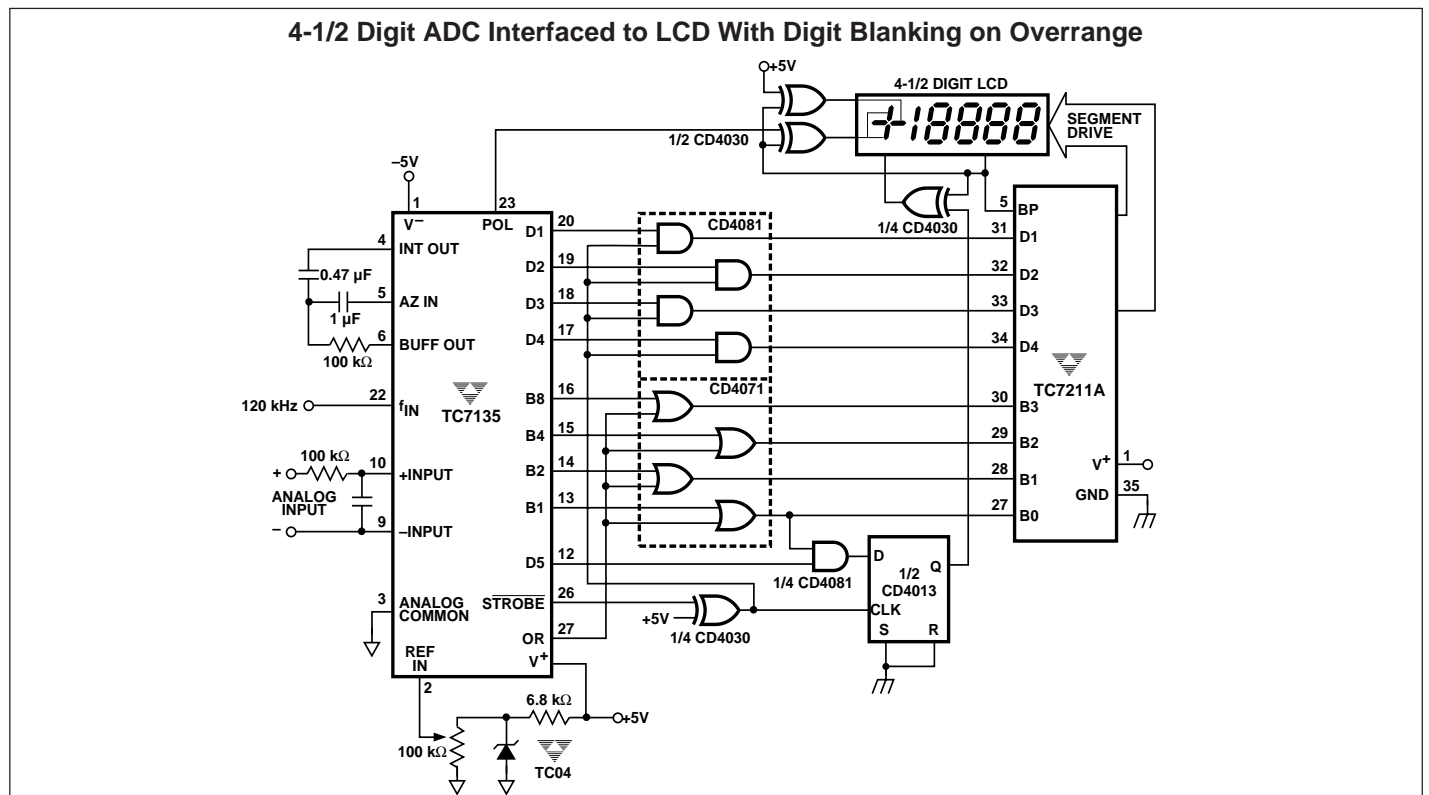 4-1/2 Digit ADC Interfaced to LCD With Digit Blanking on Overrange
+5V
4-1/2 DIGIT LCD
+18888
SEGMENT
DRIVE
1/2 CD4030
–5V
1
23
V–
POL
4
INT OUT
0.47 µF
5
AZ IN
1 µF
6
BUFF OUT
100 kΩ
22
120 kHz
fIN
TC7135
100 kΩ
+
10
+INPUT
ANALOG
INPUT
–
9
–INPUT
3
ANALOG
COMMON
REF
IN
2
D1
20
D2
19
D3
18
D4
17
B8
16
B4
15
B2
14
B1
13
D5
12
STROBE
26
OR
27
V+
6.8 kΩ
+5V
100 kΩ
TC04
CD4081
CD4071
1/4 CD4030
5
BP
31
D1
32
D2
33
D3
34
D4
TC7211A
30
B3
29
B2
28
B1
27
B0
V+
1
GND
35
1/4 CD4081
+5V
1/4 CD4030
D
Q
1/2
CD4013
CLK
S
R